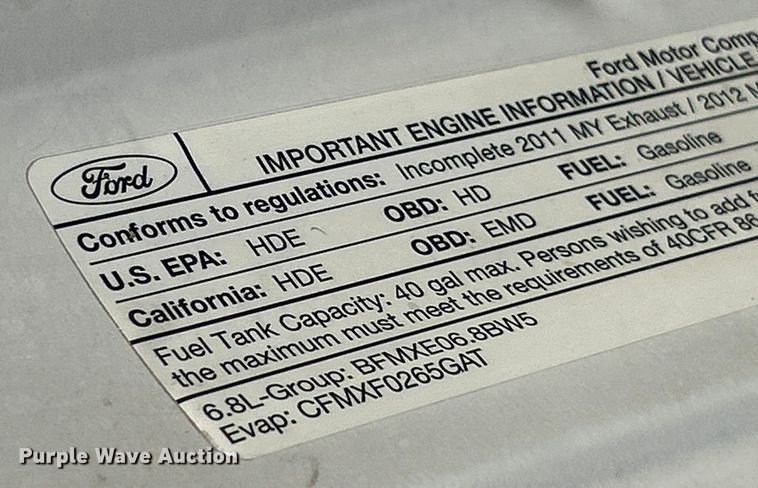 Ford Motor Comp
Ford
IMPORTANT ENGINE INFORMATION / VEHICLE
Conforms to regulations: Incomplete 2011 MY Exhaust / 2012 M
U.S. EPA: HDE OBD: HD FUEL: Gasoline
California: HDE OBD: EMD FUEL: Gasoline
Fuel Tank Capacity: 40 gal max. Persons wishing to add f
the maximum must meet the requirements of 40CFR 86
6.8L-Group: BFMXE06.8BW5
Evap: CFMXF0265GAT
Purple Wave Auction